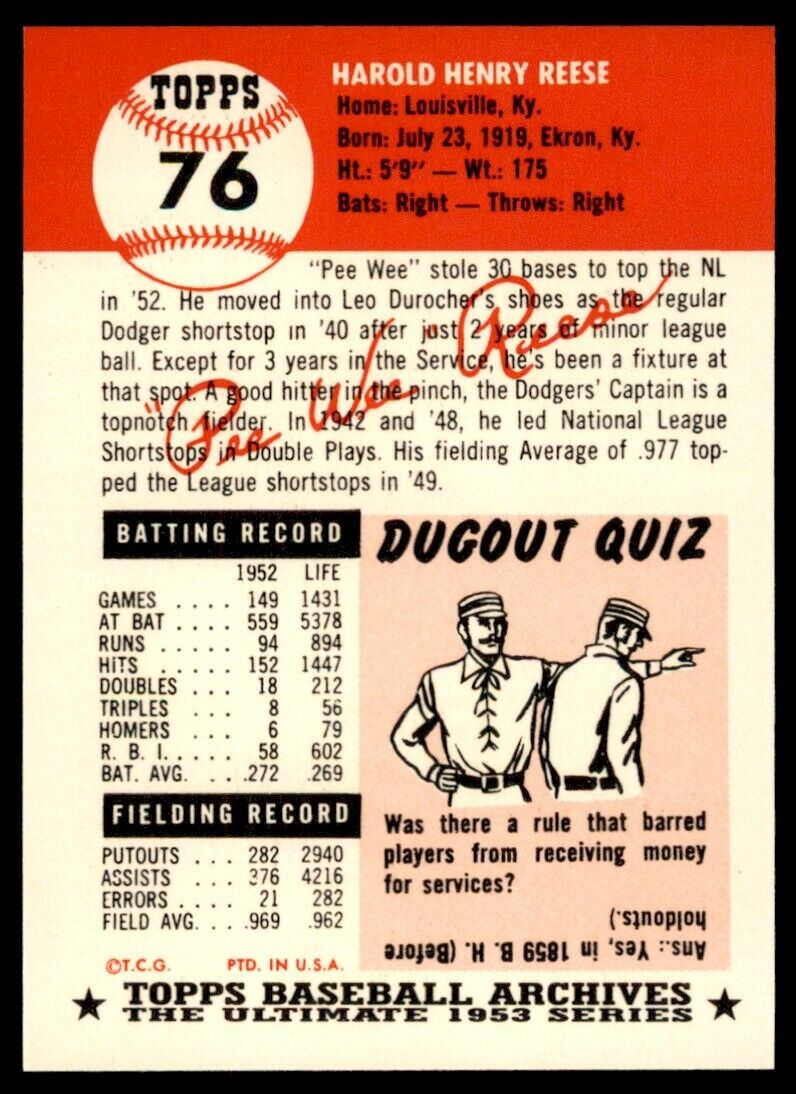 TOPPS
76
HAROLD HENRY REESE
Home: Louisville, Ky.
Born: July 23, 1919, Ekron, Ky.
Ht.: 5'9" — Wt.: 175
Bats: Right — Throws: Right
"Pee Wee" stole 30 bases to top the NL
in '52. He moved into Leo Durocher's shoes as the regular
Dodger shortstop in '40 after just 2 years of minor league
ball. Except for 3 years in the Service, he's been a fixture at
that spot. A good hitter in the pinch, the Dodgers' Captain is a
topnotch fielder. In 1942 and '48, he led National League
Shortstops in Double Plays. His fielding Average of .977 top-
ped the League shortstops in '49.
"Pee Wee" Reese
BATTING RECORD
1952 LIFE
GAMES . . . . 149 1431
AT BAT . . . . 559 5378
RUNS . . . . . 94 894
HITS . . . . . 152 1447
DOUBLES . . . 18 212
TRIPLES . . . 8 56
HOMERS . . . 6 79
R. B. I. . . . . 58 602
BAT. AVG. . . . .272 .269
FIELDING RECORD
PUTOUTS . . . 282 2940
ASSISTS . . . 376 4216
ERRORS . . . . 21 282
FIELD AVG. . . .969 .962
©T.C.G. PTD. IN U.S.A.
DUGOUT QUIZ
Was there a rule that barred
players from receiving money
for services?
Ans.: Yes, in 1859 B. H. (Before
holdouts.)
★ TOPPS BASEBALL ARCHIVES ★
THE ULTIMATE 1953 SERIES